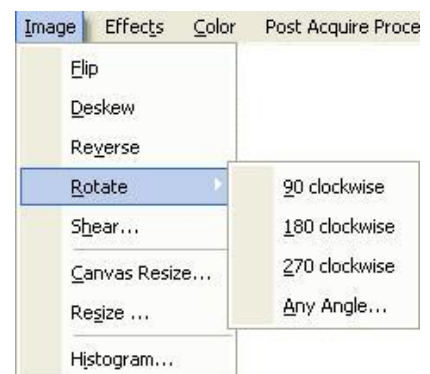 Image Effects Color Post Acquire Proce
Flip
Deskew
Reverse
Rotate
90 clockwise
180 clockwise
Shear...
270 clockwise
Canvas Resize...
Any Angle...
Resize ...
Histogram...